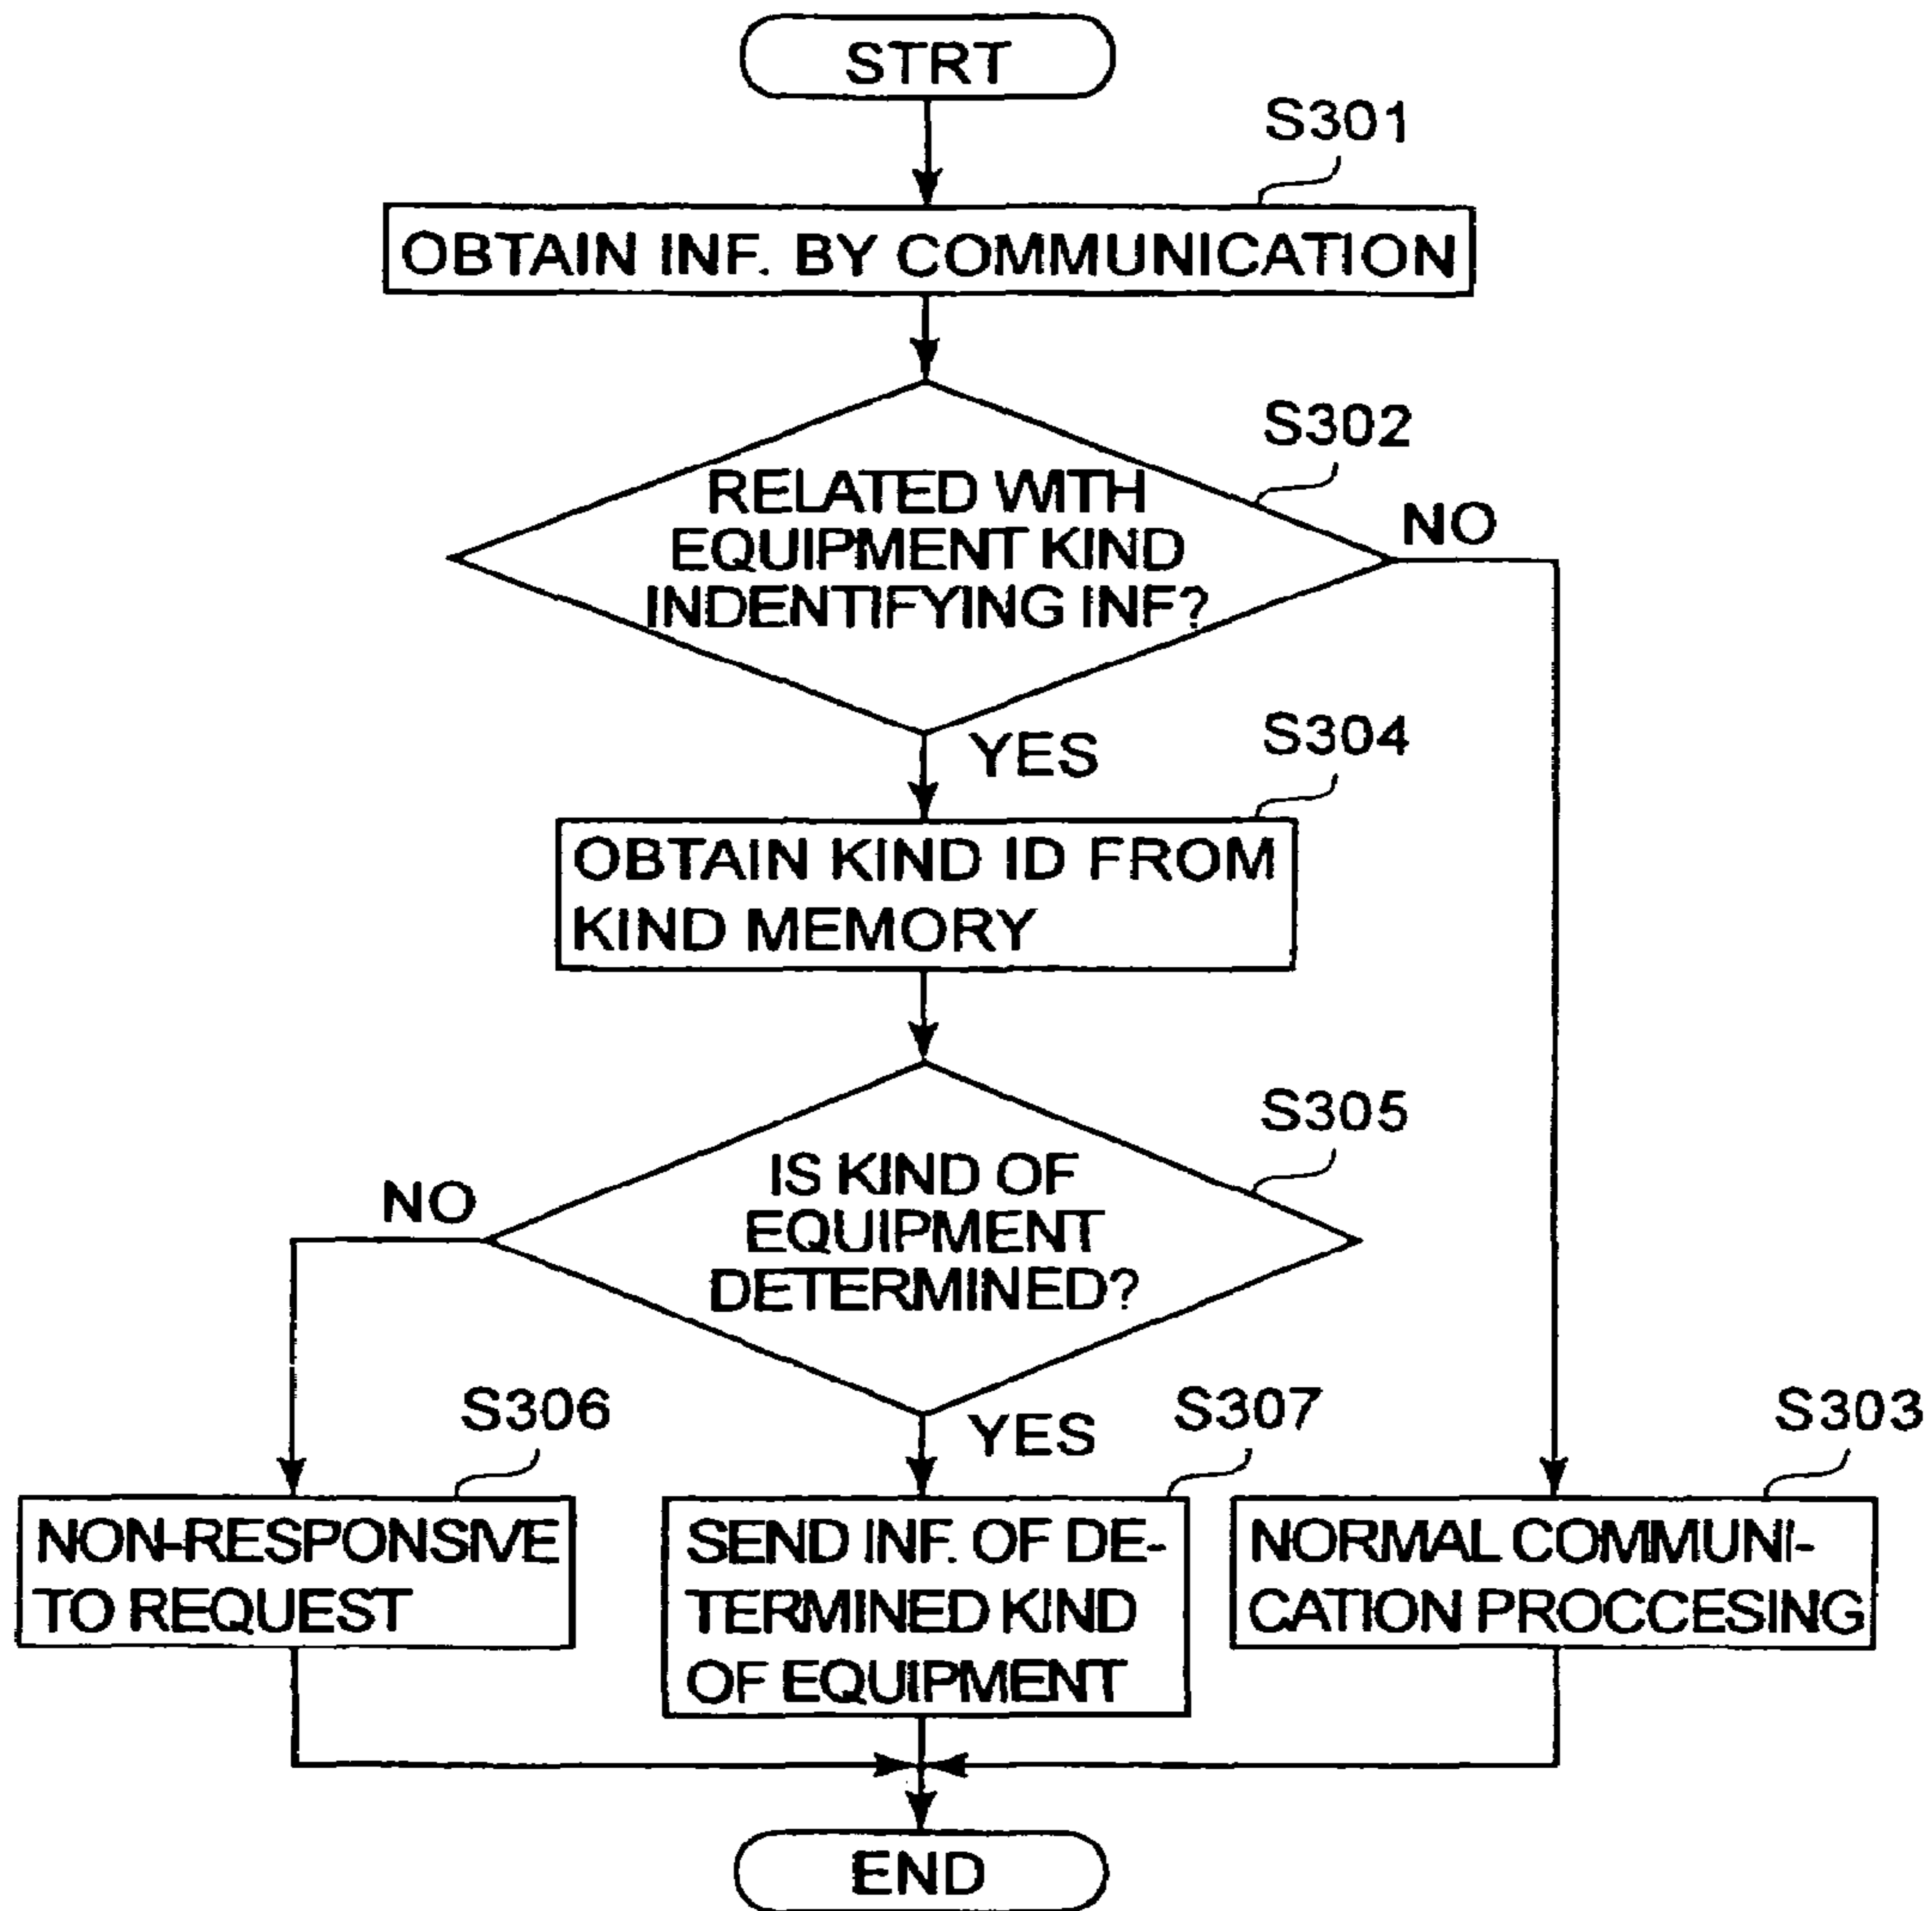 STRT
S301
OBTAIN INF. BY COMMUNICATION
S302
RELATED WITH
EQUIPMENT KIND
INDENTIFYING INF?
NO
YES
S304
OBTAIN KIND ID FROM
KIND MEMORY
S305
IS KIND OF
EQUIPMENT
DETERMINED?
NO
YES
S306
NON-RESPONSIVE
TO REQUEST
S307
SEND INF. OF DE-
TERMINED KIND
OF EQUIPMENT
S303
NORMAL COMMUNI-
CATION PROCCESING
END